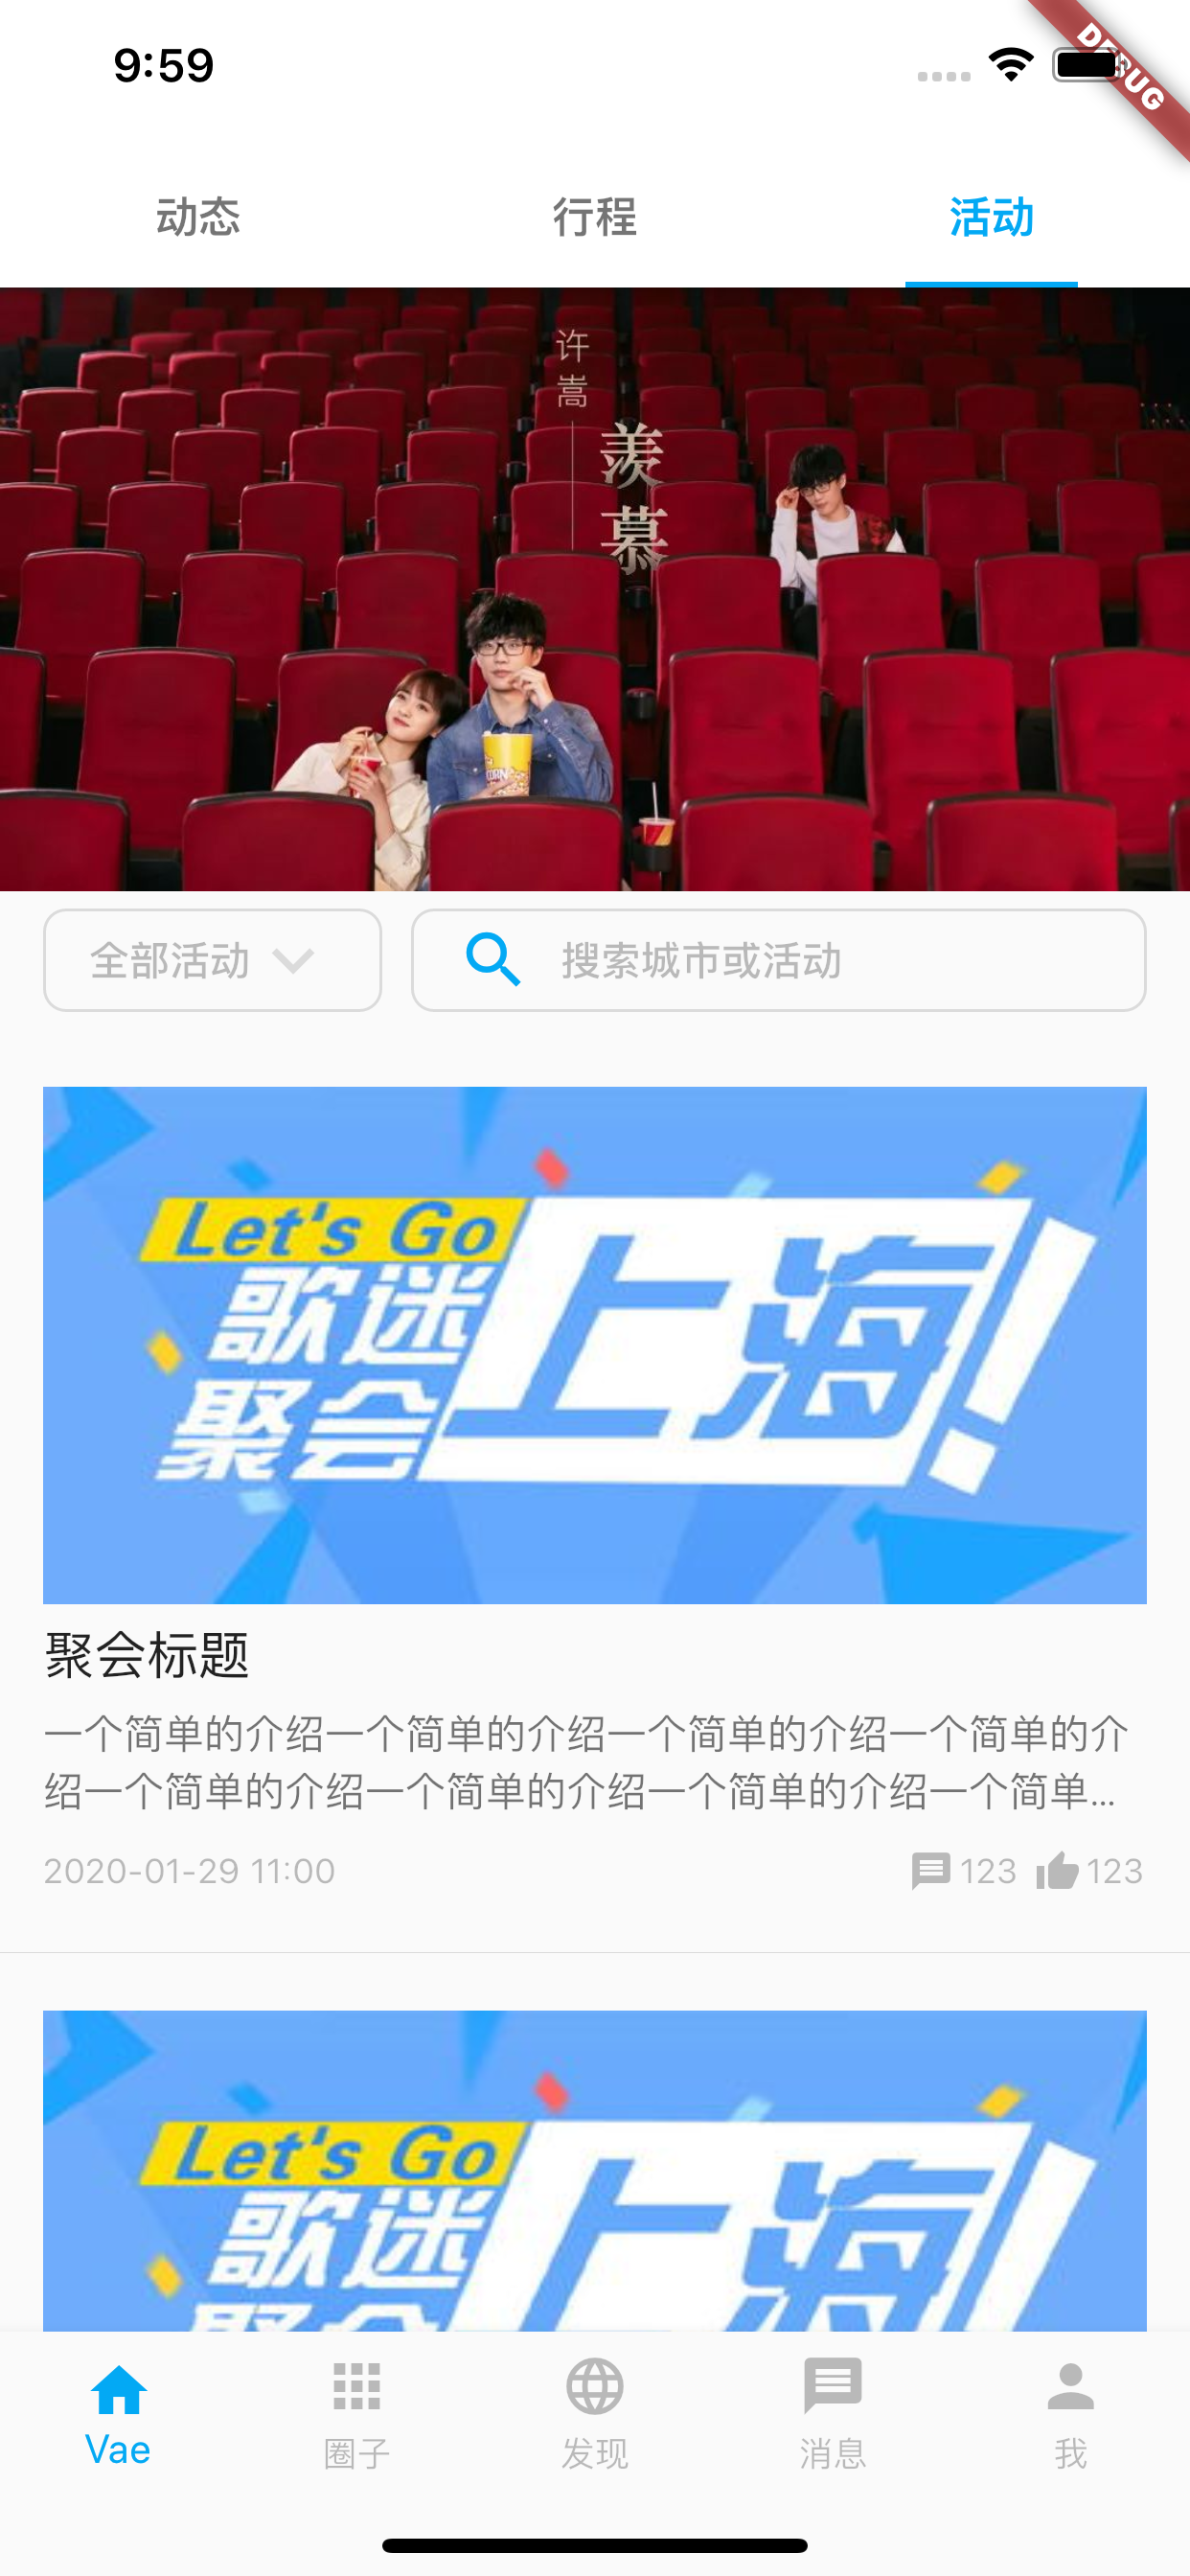 9:59
DEBUG
动态
行程
活动
许嵩
羡慕
CORN
全部活动
搜索城市或活动
Let's Go
歌迷
聚会
上海!
聚会标题
一个简单的介绍一个简单的介绍一个简单的介绍一个简单的介
绍一个简单的介绍一个简单的介绍一个简单的介绍一个简单...
2020-01-29 11:00
123
123
Let's Go
歌迷
聚会
上海!
Vae
圈子
发现
消息
我